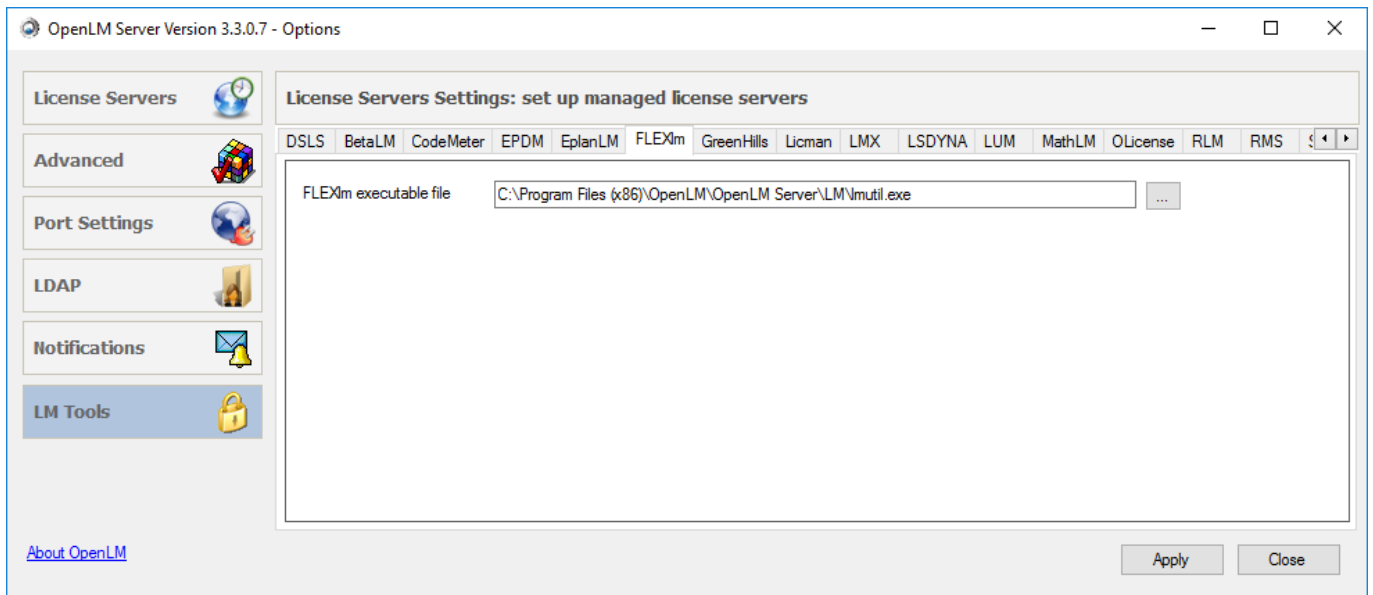 OpenLM Server Version 3.3.0.7 - Options
License Servers
Advanced
Port Settings
LDAP
Notifications
LM Tools
About OpenLM
License Servers Settings: set up managed license servers
DSLS BetaLM CodeMeter EPDM EplanLM FLEXlm GreenHills Licman LMX LSDYNA LUM MathLM OLicense RLM RMS
FLEXlm executable file C:\Program Files (x86)\OpenLM\OpenLM Server\LM\lmutil.exe ...
Apply Close